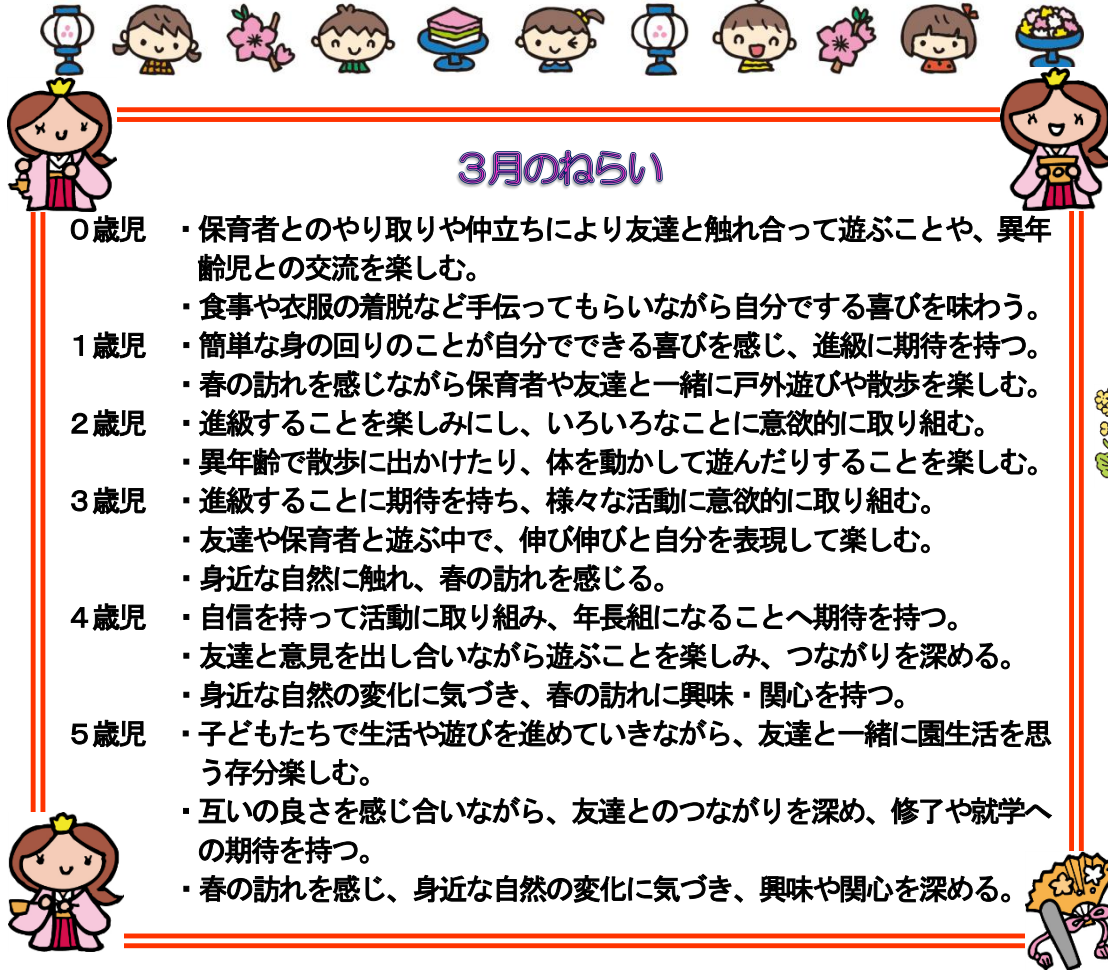 3月のねらい
０歳児　・保育者とのやり取りや仲立ちにより友達と触れ合って遊ぶことや、異年
齢児との交流を楽しむ。
・食事や衣服の着脱など手伝ってもらいながら自分でする喜びを味わう。
１歳児　・簡単な身の回りのことが自分でできる喜びを感じ、進級に期待を持つ。
・春の訪れを感じながら保育者や友達と一緒に戸外遊びや散歩を楽しむ。
２歳児　・進級することを楽しみにし、いろいろなことに意欲的に取り組む。
・異年齢で散歩に出かけたり、体を動かして遊んだりすることを楽しむ。
３歳児　・進級することに期待を持ち、様々な活動に意欲的に取り組む。
・友達や保育者と遊ぶ中で、伸び伸びと自分を表現して楽しむ。
・身近な自然に触れ、春の訪れを感じる。
４歳児　・自信を持って活動に取り組み、年長組になることへ期待を持つ。
・友達と意見を出し合いながら遊ぶことを楽しみ、つながりを深める。
・身近な自然の変化に気づき、春の訪れに興味・関心を持つ。
５歳児　・子どもたちで生活や遊びを進めていきながら、友達と一緒に園生活を思
う存分楽しむ。
・互いの良さを感じ合いながら、友達とのつながりを深め、修了や就学へ
の期待を持つ。
・春の訪れを感じ、身近な自然の変化に気づき、興味や関心を深める。